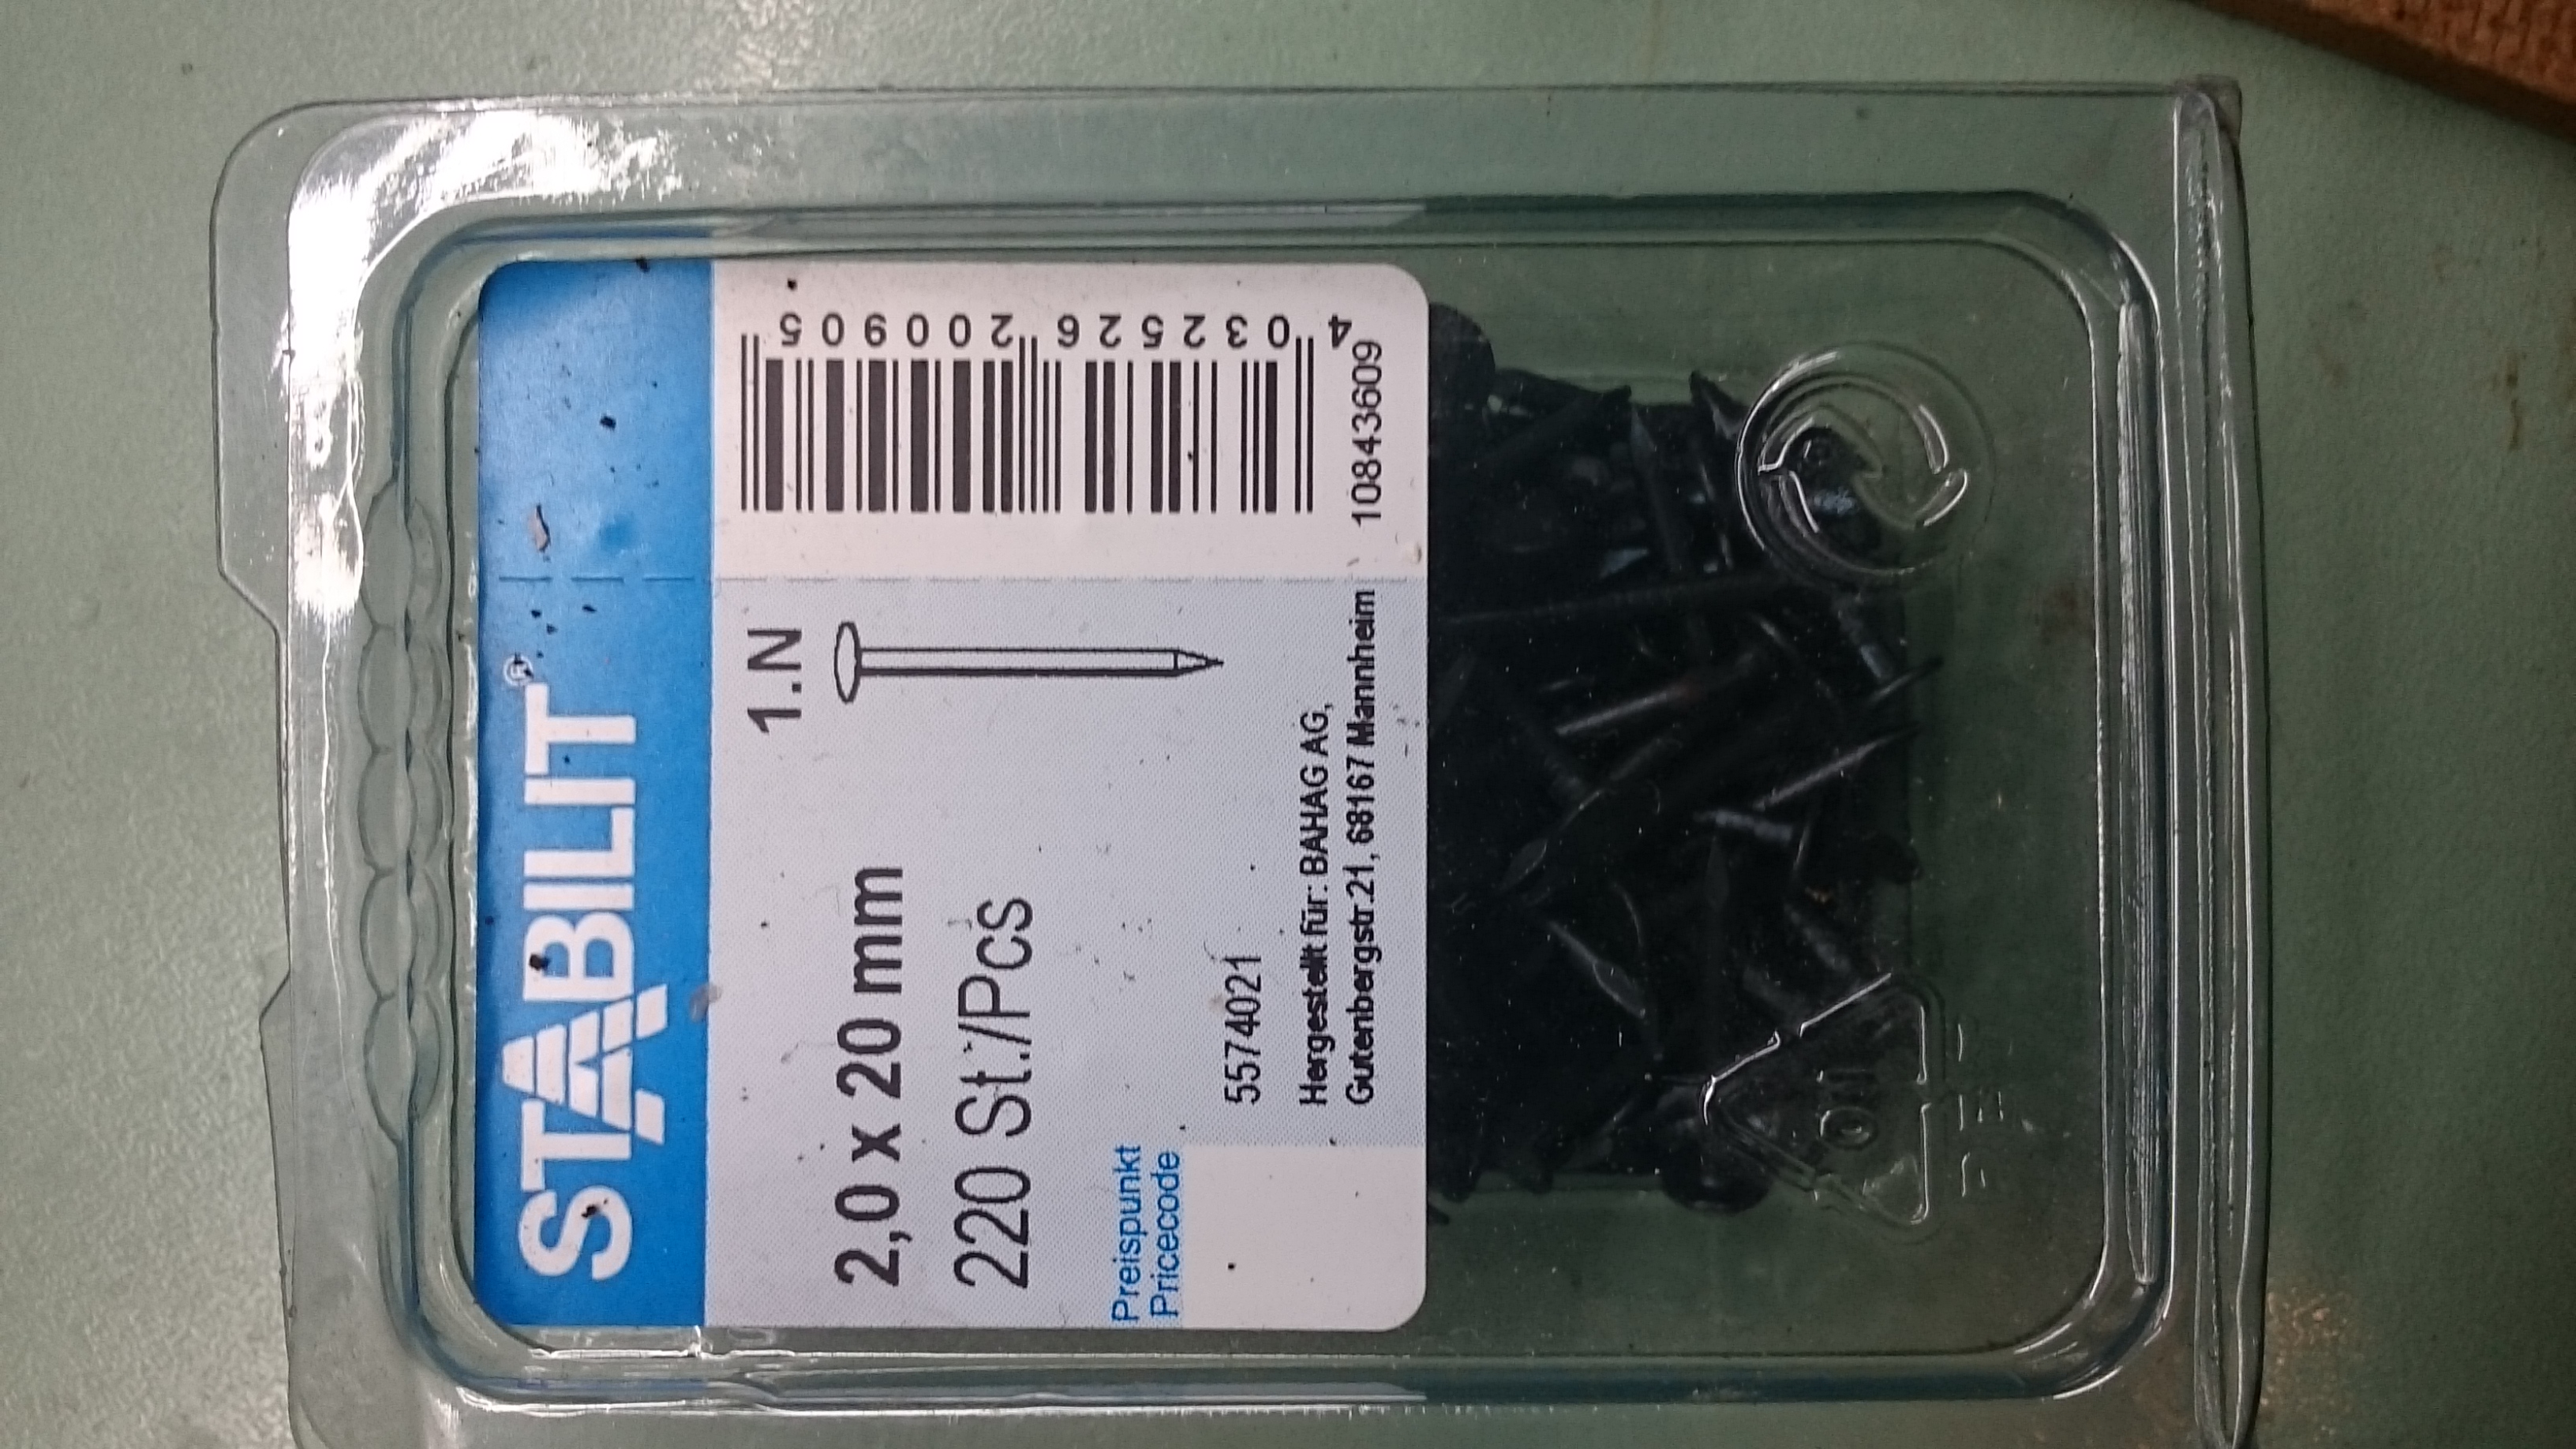 STABILIT®
1.N
2,0 x 20 mm
220 St./Pcs
Preispunkt
Pricecode
5574021
Hergestellt für: BAHAG AG,
Gutenbergstr.21, 68167 Mannheim
4 032526 200905
10843609
01